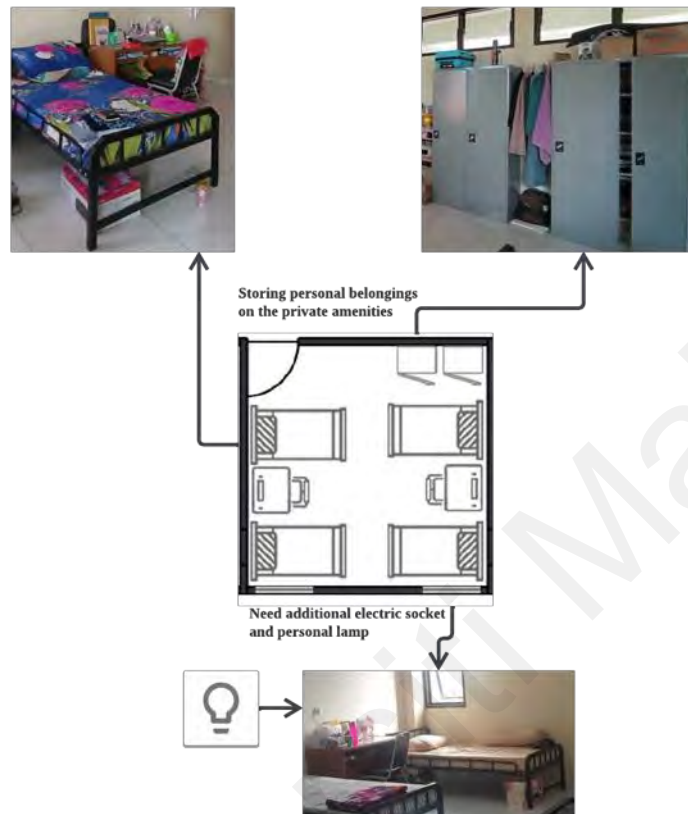 Storing personal belongings
on the private amenities
Need additional electric socket
and personal lamp